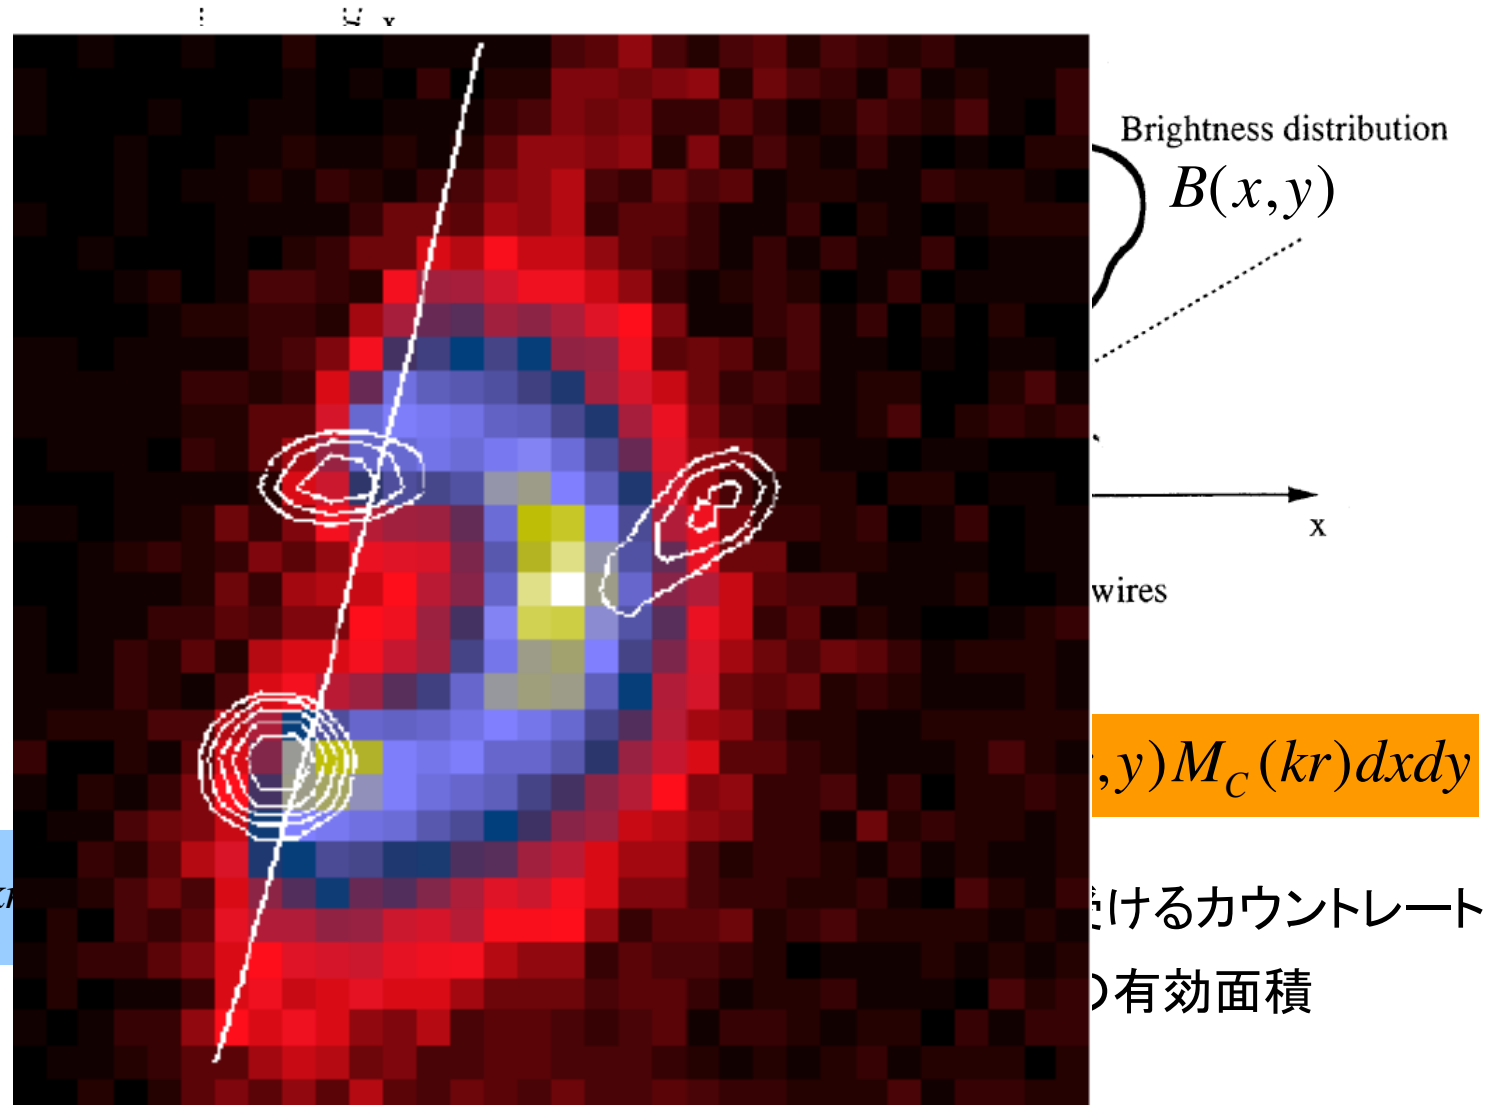 x
Brightness distribution
B(x,y)
x
wires
,y)M_C(kr)dxdy
けるカウントレート
の有効面積